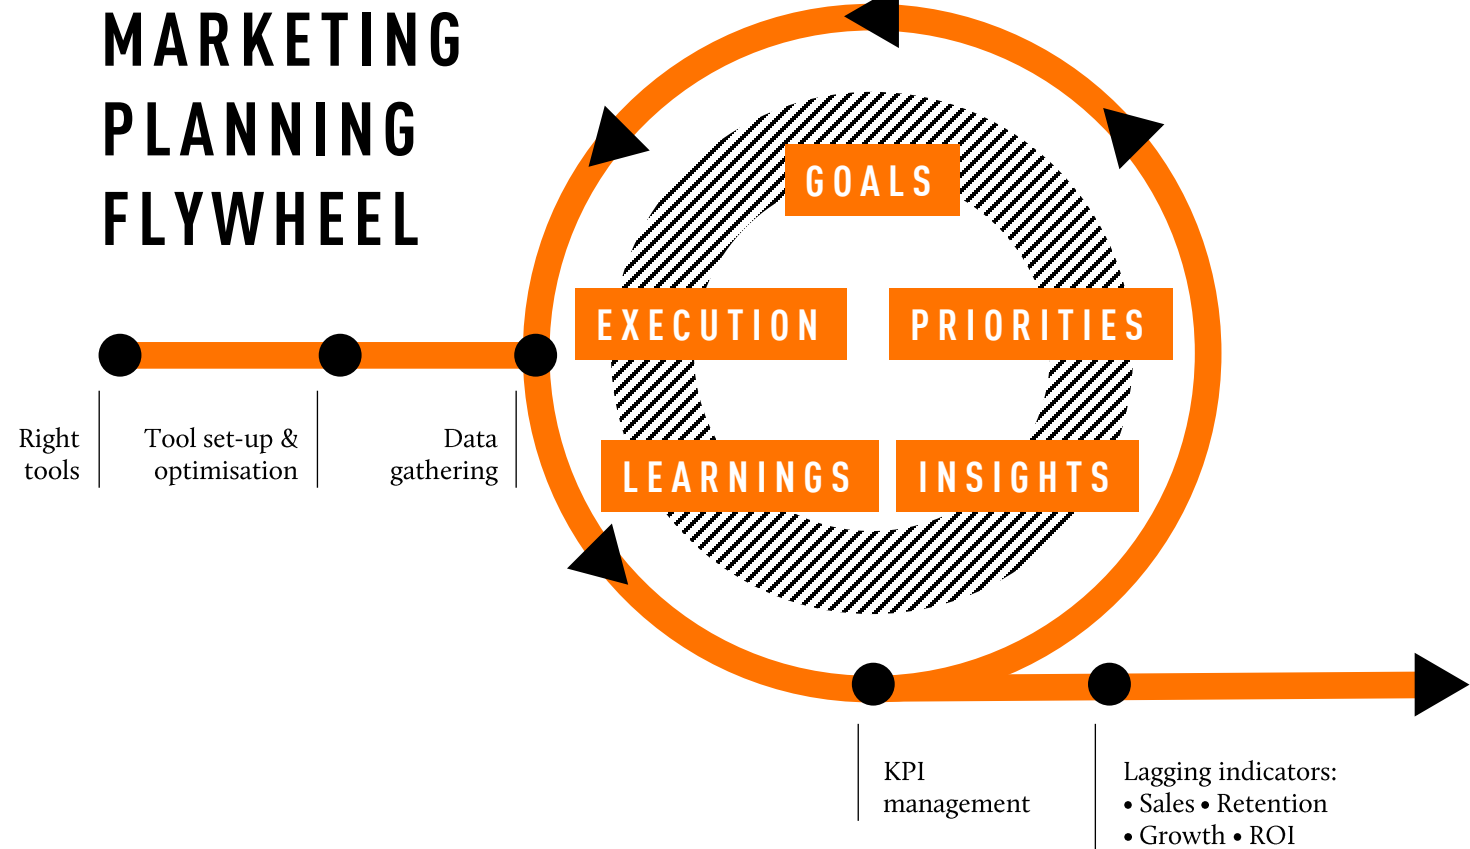 MARKETING
PLANNING
FLYWHEEL
GOALS
EXECUTION
PRIORITIES
LEARNINGS
INSIGHTS
Right
tools
Tool set-up &
optimisation
Data
gathering
KPI
management
Lagging indicators:
• Sales • Retention
• Growth • ROI